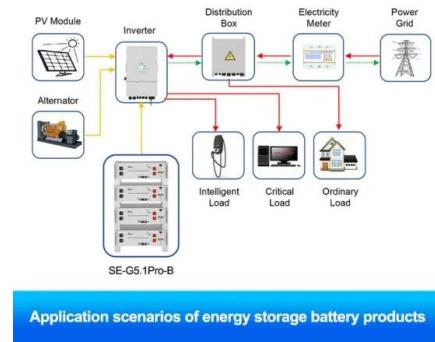 PV Module
Inverter
Distribution
Box
Electricity
Meter
Power
Grid
Alternator
Intelligent
Load
Critical
Load
Ordinary
Load
SE-G5.1Pro-B
Application scenarios of energy storage battery products